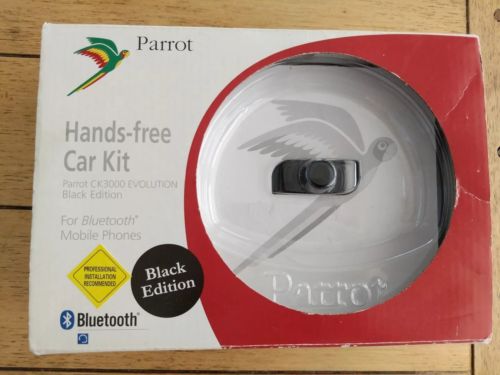 Parrot
Hands-free
Car Kit
Parrot CK3000 EVOLUTION
Black Edition
For Bluetooth®
Mobile Phones
PROFESSIONAL
INSTALLATION
RECOMMENDED
Black
Edition
Bluetooth®
Parrot